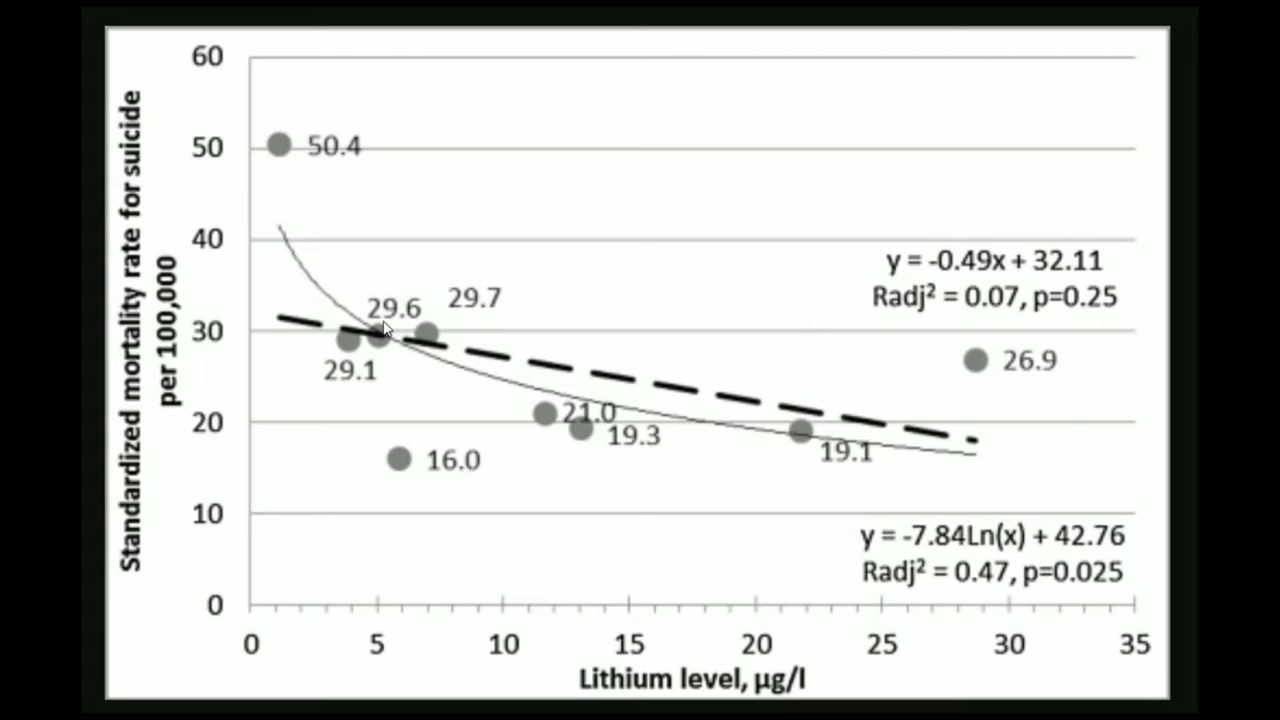 Standardized mortality rate for suicide
per 100,000
60
50
40
30
20
10
0
50.4
29.6
29.7
29.1
16.0
21.0
19.3
19.1
26.9
y = -0.49x + 32.11
Radj² = 0.07, p=0.25
y = -7.84Ln(x) + 42.76
Radj² = 0.47, p=0.025
0 5 10 15 20 25 30 35
Lithium level, µg/l